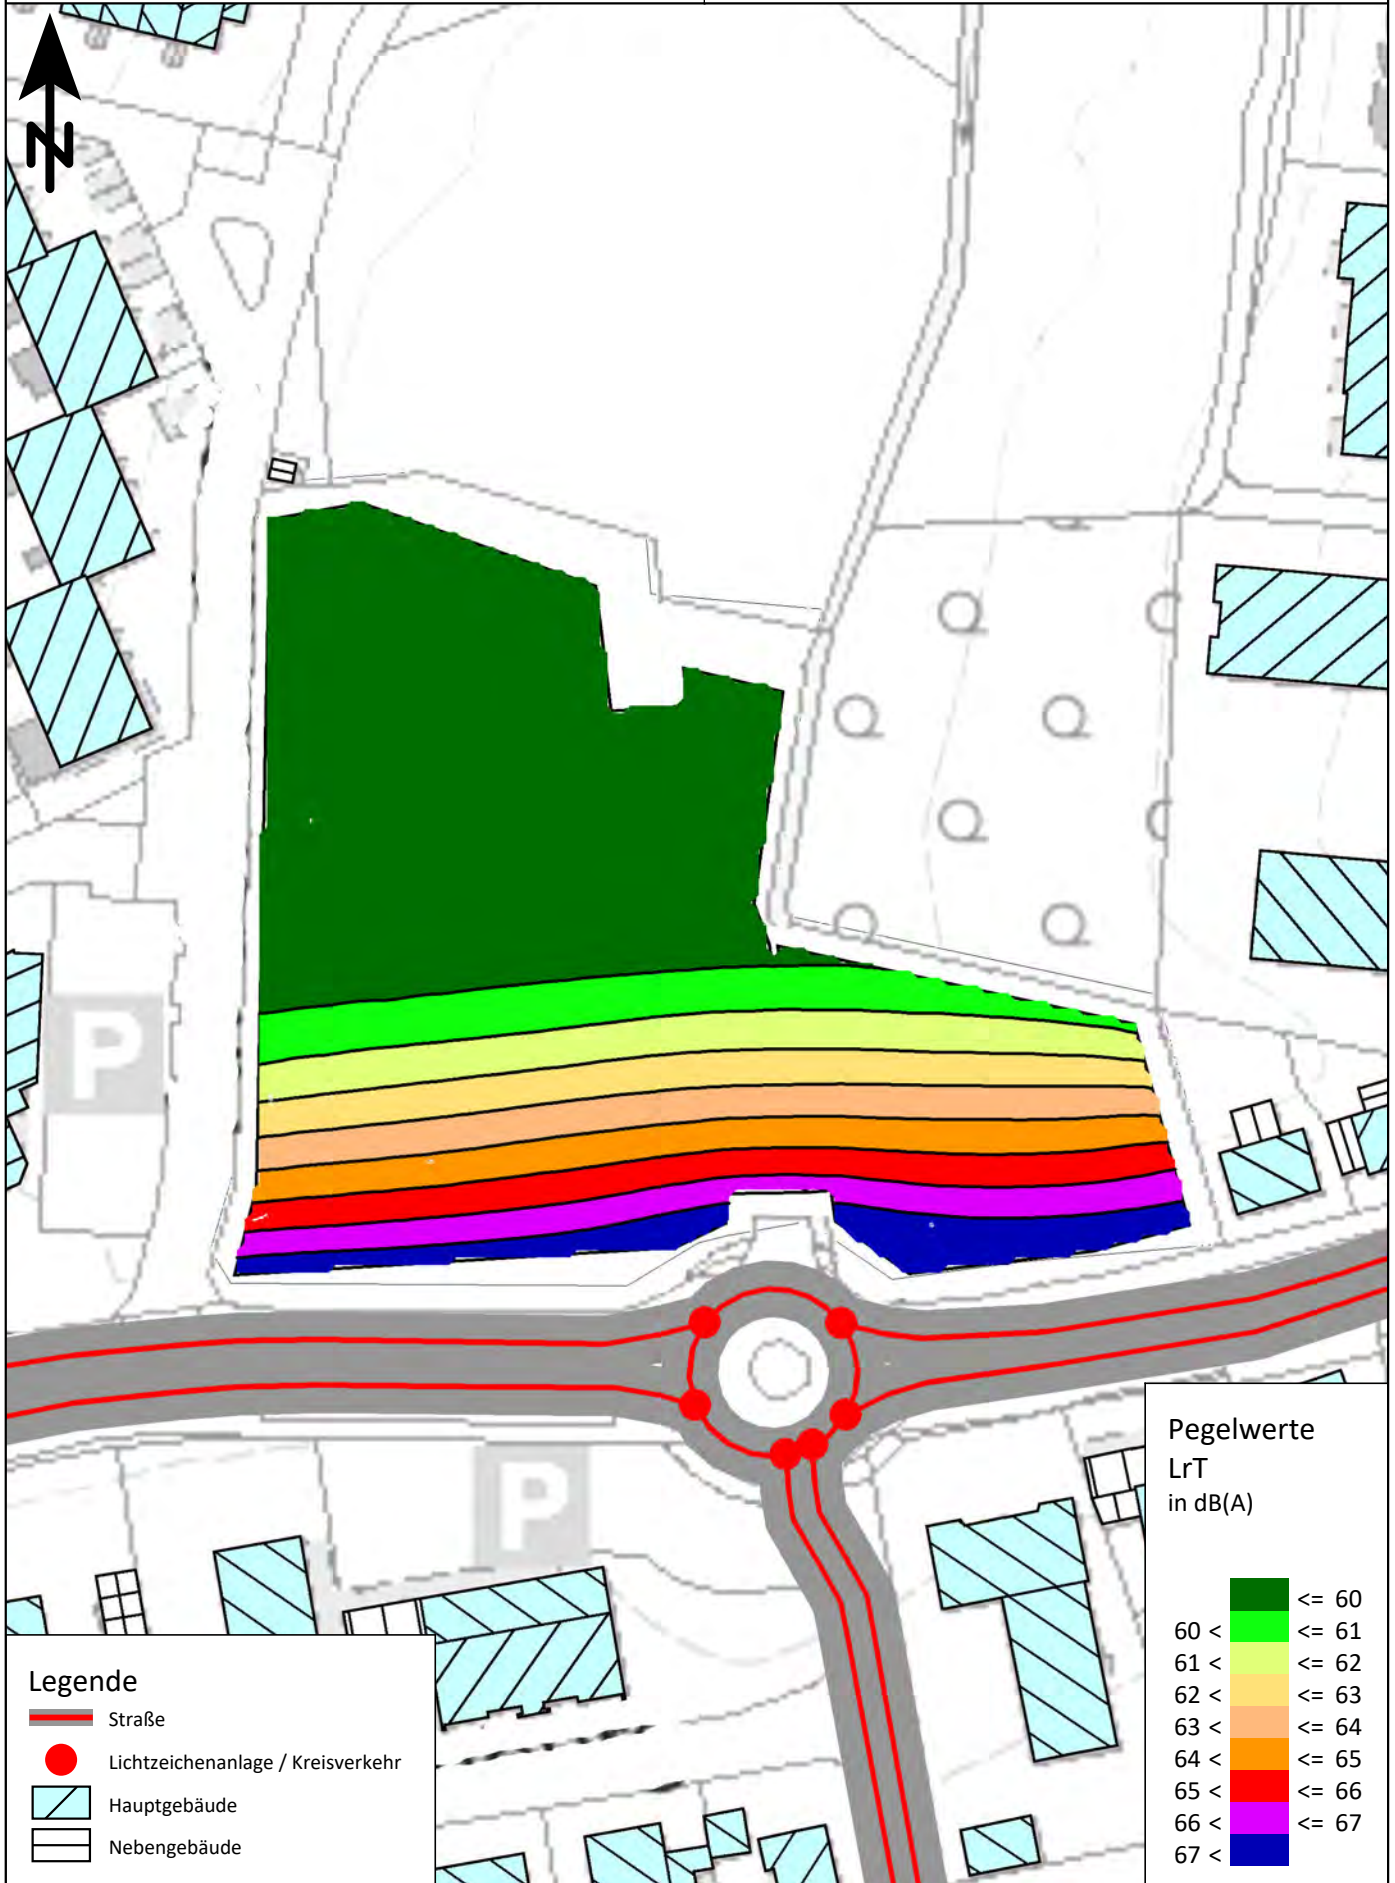 N
P
P
Pegelwerte
LrT
in dB(A)
<= 60
60 < <= 61
61 < <= 62
62 < <= 63
63 < <= 64
64 < <= 65
65 < <= 66
66 < <= 67
67 <
Legende
Straße
Lichtzeichenanlage / Kreisverkehr
Hauptgebäude
Nebengebäude